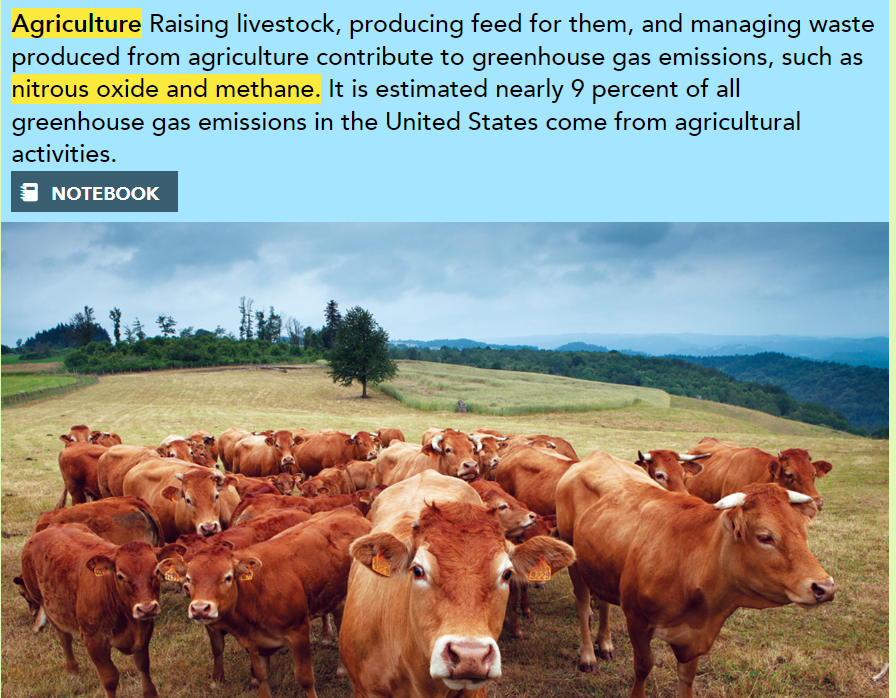 Agriculture Raising livestock, producing feed for them, and managing waste
produced from agriculture contribute to greenhouse gas emissions, such as
nitrous oxide and methane. It is estimated nearly 9 percent of all
greenhouse gas emissions in the United States come from agricultural
activities.
NOTEBOOK